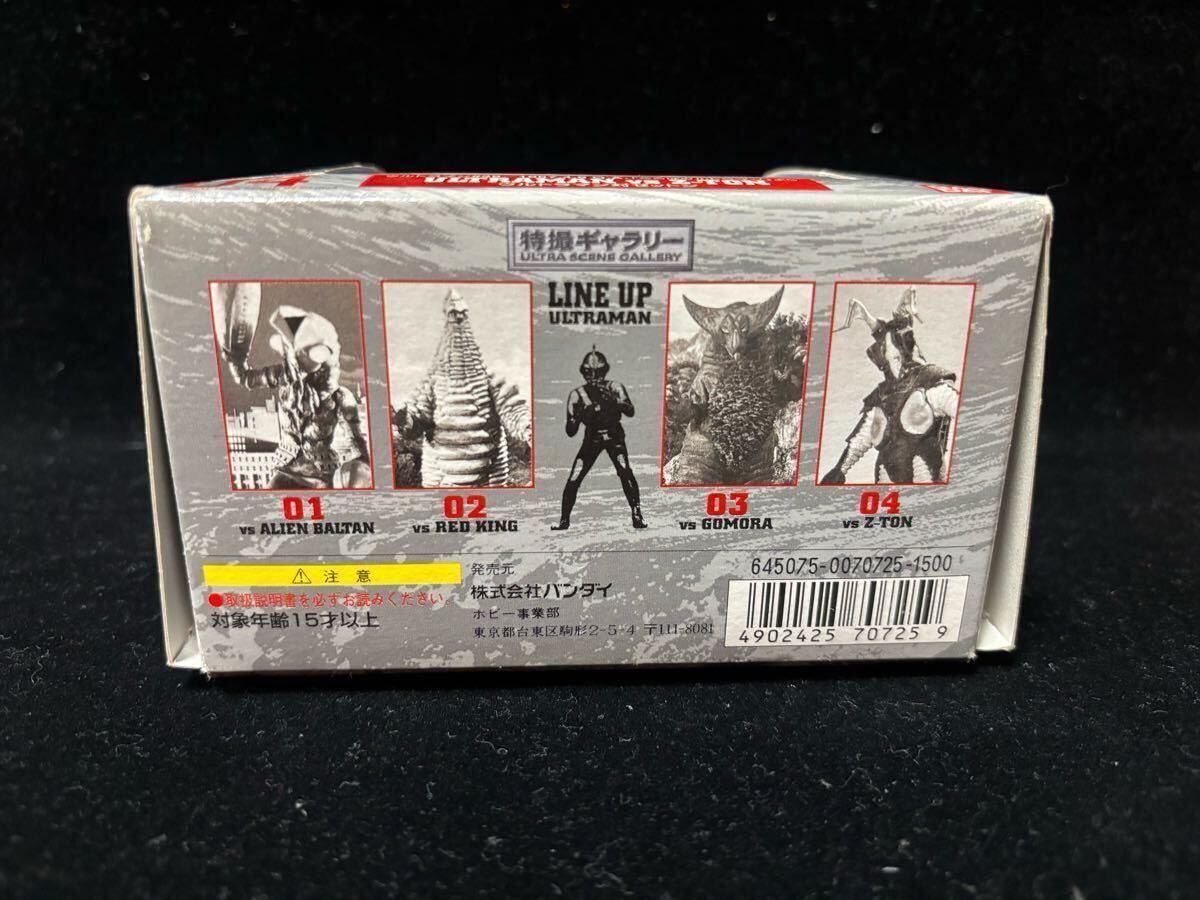 ULTRAMAN VS Z-TON
特撮ギャラリー
ULTRA SCENE GALLERY
LINE UP
ULTRAMAN
01
vs ALIEN BALTAN
02
vs RED KING
03
vs GOMORA
04
vs Z-TON
⚠ 注意
●取扱説明書を必ずお読みください。
対象年齢15才以上
発売元
株式会社バンダイ
ホビー事業部
東京都台東区駒形2-5-4 〒111-8081
645075-0070725-1500
4902425 707259